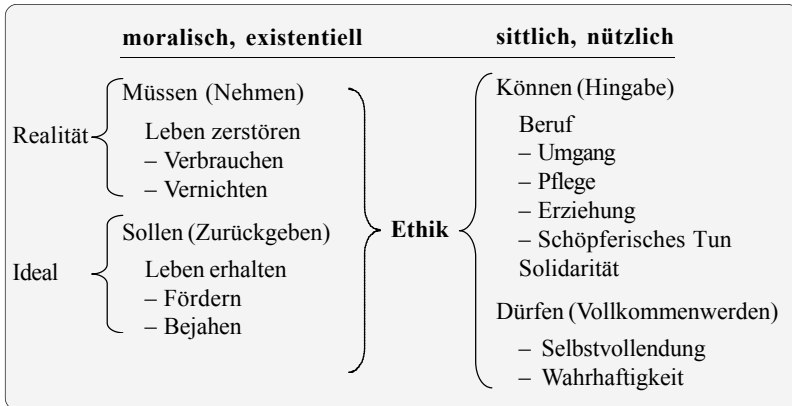 moralisch, existentiell
sittlich, nützlich
Realität
Müssen (Nehmen)
Leben zerstören
– Verbrauchen
– Vernichten
Ideal
Sollen (Zurückgeben)
Leben erhalten
– Fördern
– Bejahen
Ethik
Können (Hingabe)
Beruf
– Umgang
– Pflege
– Erziehung
– Schöpferisches Tun
Solidarität
Dürfen (Vollkommenwerden)
– Selbstvollendung
– Wahrhaftigkeit